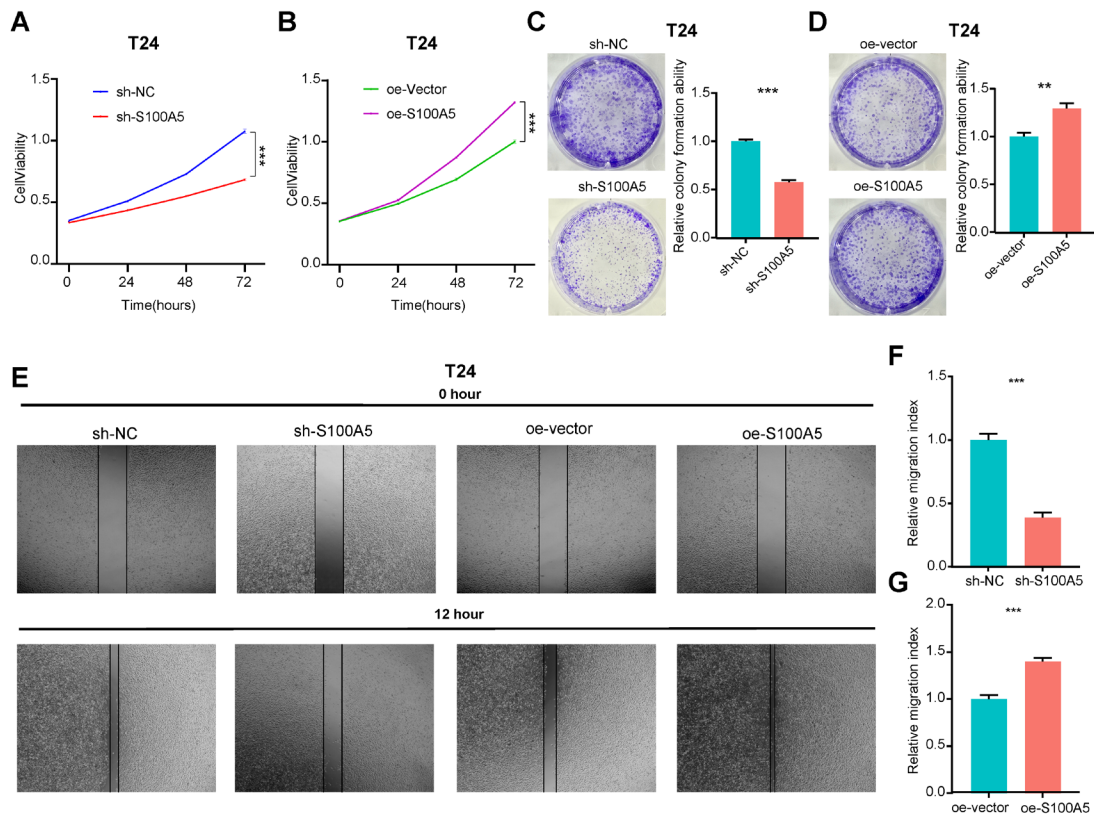 A
T24
CellViability
1.5
1.0
0.5
0.0
sh-NC
sh-S100A5
***
0
24
48
72
Time(hours)
B
T24
CellViability
1.5
1.0
0.5
0.0
oe-Vector
oe-S100A5
***
0
24
48
72
Time(hours)
C
T24
sh-NC
sh-S100A5
Relative colony formation ability
1.5
1.0
0.5
0.0
***
sh-NC
sh-S100A5
D
T24
oe-vector
oe-S100A5
Relative colony formation ability
1.5
1.0
0.5
0.0
**
oe-vector
oe-S100A5
E
T24
0 hour
sh-NC
sh-S100A5
oe-vector
oe-S100A5
12 hour
F
Relative migration index
1.5
1.0
0.5
0.0
***
sh-NC
sh-S100A5
G
Relative migration index
2.0
1.5
1.0
0.5
0.0
***
oe-vector
oe-S100A5